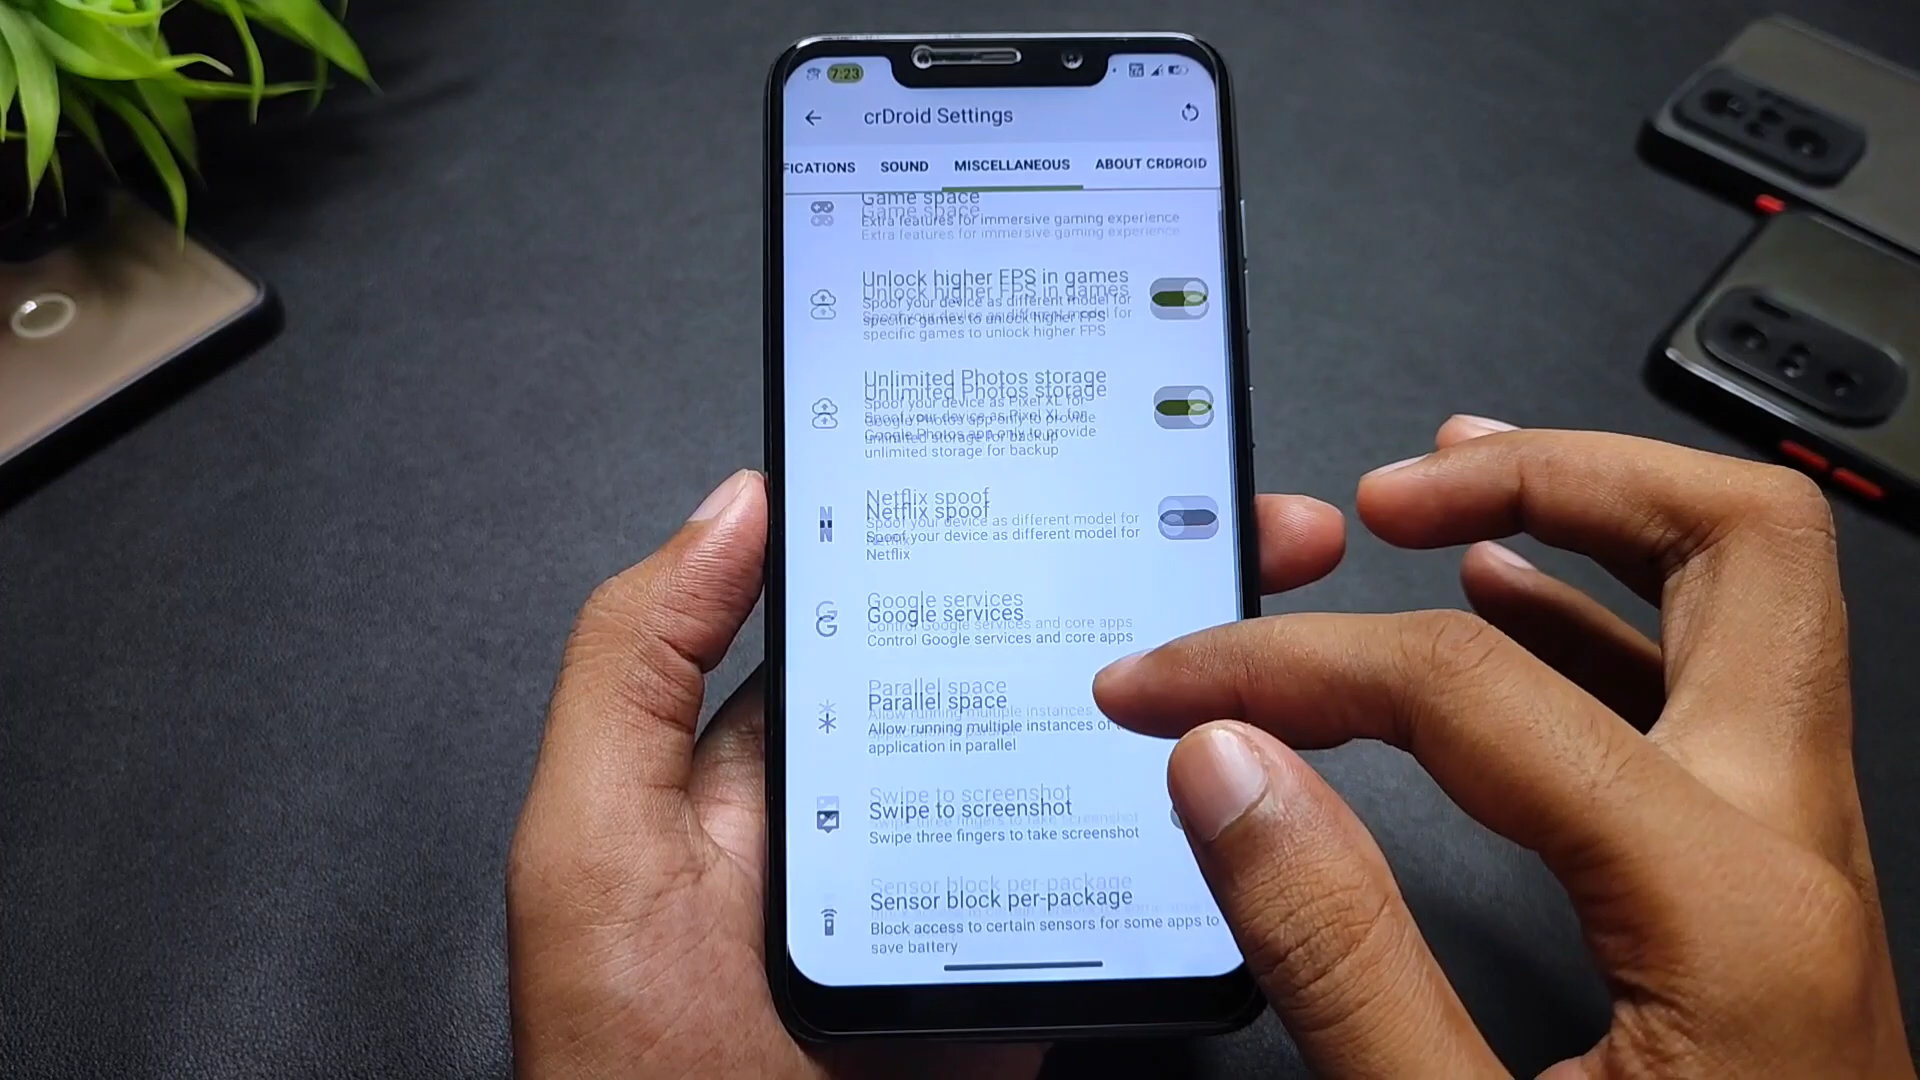 7:23
crDroid Settings
FICATIONS SOUND MISCELLANEOUS ABOUT CRDROID
Game space
Extra features for immersive gaming experience
Unlock higher FPS in games
Spoof your device as different model for
specific games to unlock higher FPS
Unlimited Photos storage
Spoof your device as Pixel XL for
Google Photos app only to provide
unlimited storage for backup
Netflix spoof
Spoof your device as different model for
Netflix
Google services
Control Google services and core apps
Parallel space
Allow running multiple instances of
application in parallel
Swipe to screenshot
Swipe three fingers to take screenshot
Sensor block per-package
Block access to certain sensors for some apps to
save battery